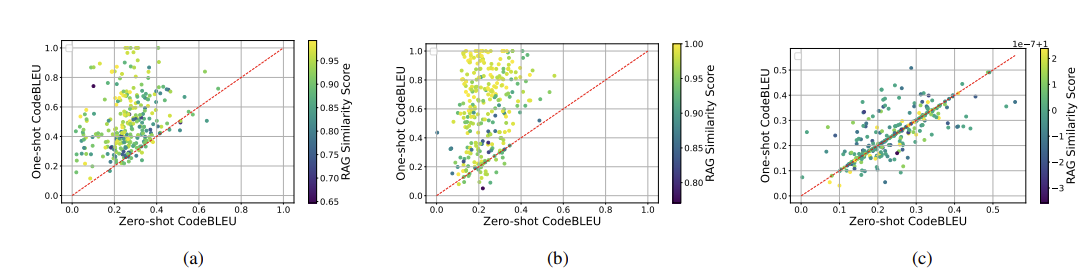 1.0
0.8
0.6
0.4
0.2
0.0
0.0 0.2 0.4 0.6 0.8 1.0
One-shot CodeBLEU
Zero-shot CodeBLEU
0.95
0.90
0.85
0.80
0.75
0.70
0.65
RAG Similarity Score
(a)
1.0
0.8
0.6
0.4
0.2
0.0
0.0 0.2 0.4 0.6 0.8 1.0
One-shot CodeBLEU
Zero-shot CodeBLEU
1.00
0.95
0.90
0.85
0.80
RAG Similarity Score
(b)
0.5
0.4
0.3
0.2
0.1
0.0
0.0 0.1 0.2 0.3 0.4 0.5
One-shot CodeBLEU
Zero-shot CodeBLEU
1e−7+1
2
1
0
−1
−2
−3
RAG Similarity Score
(c)